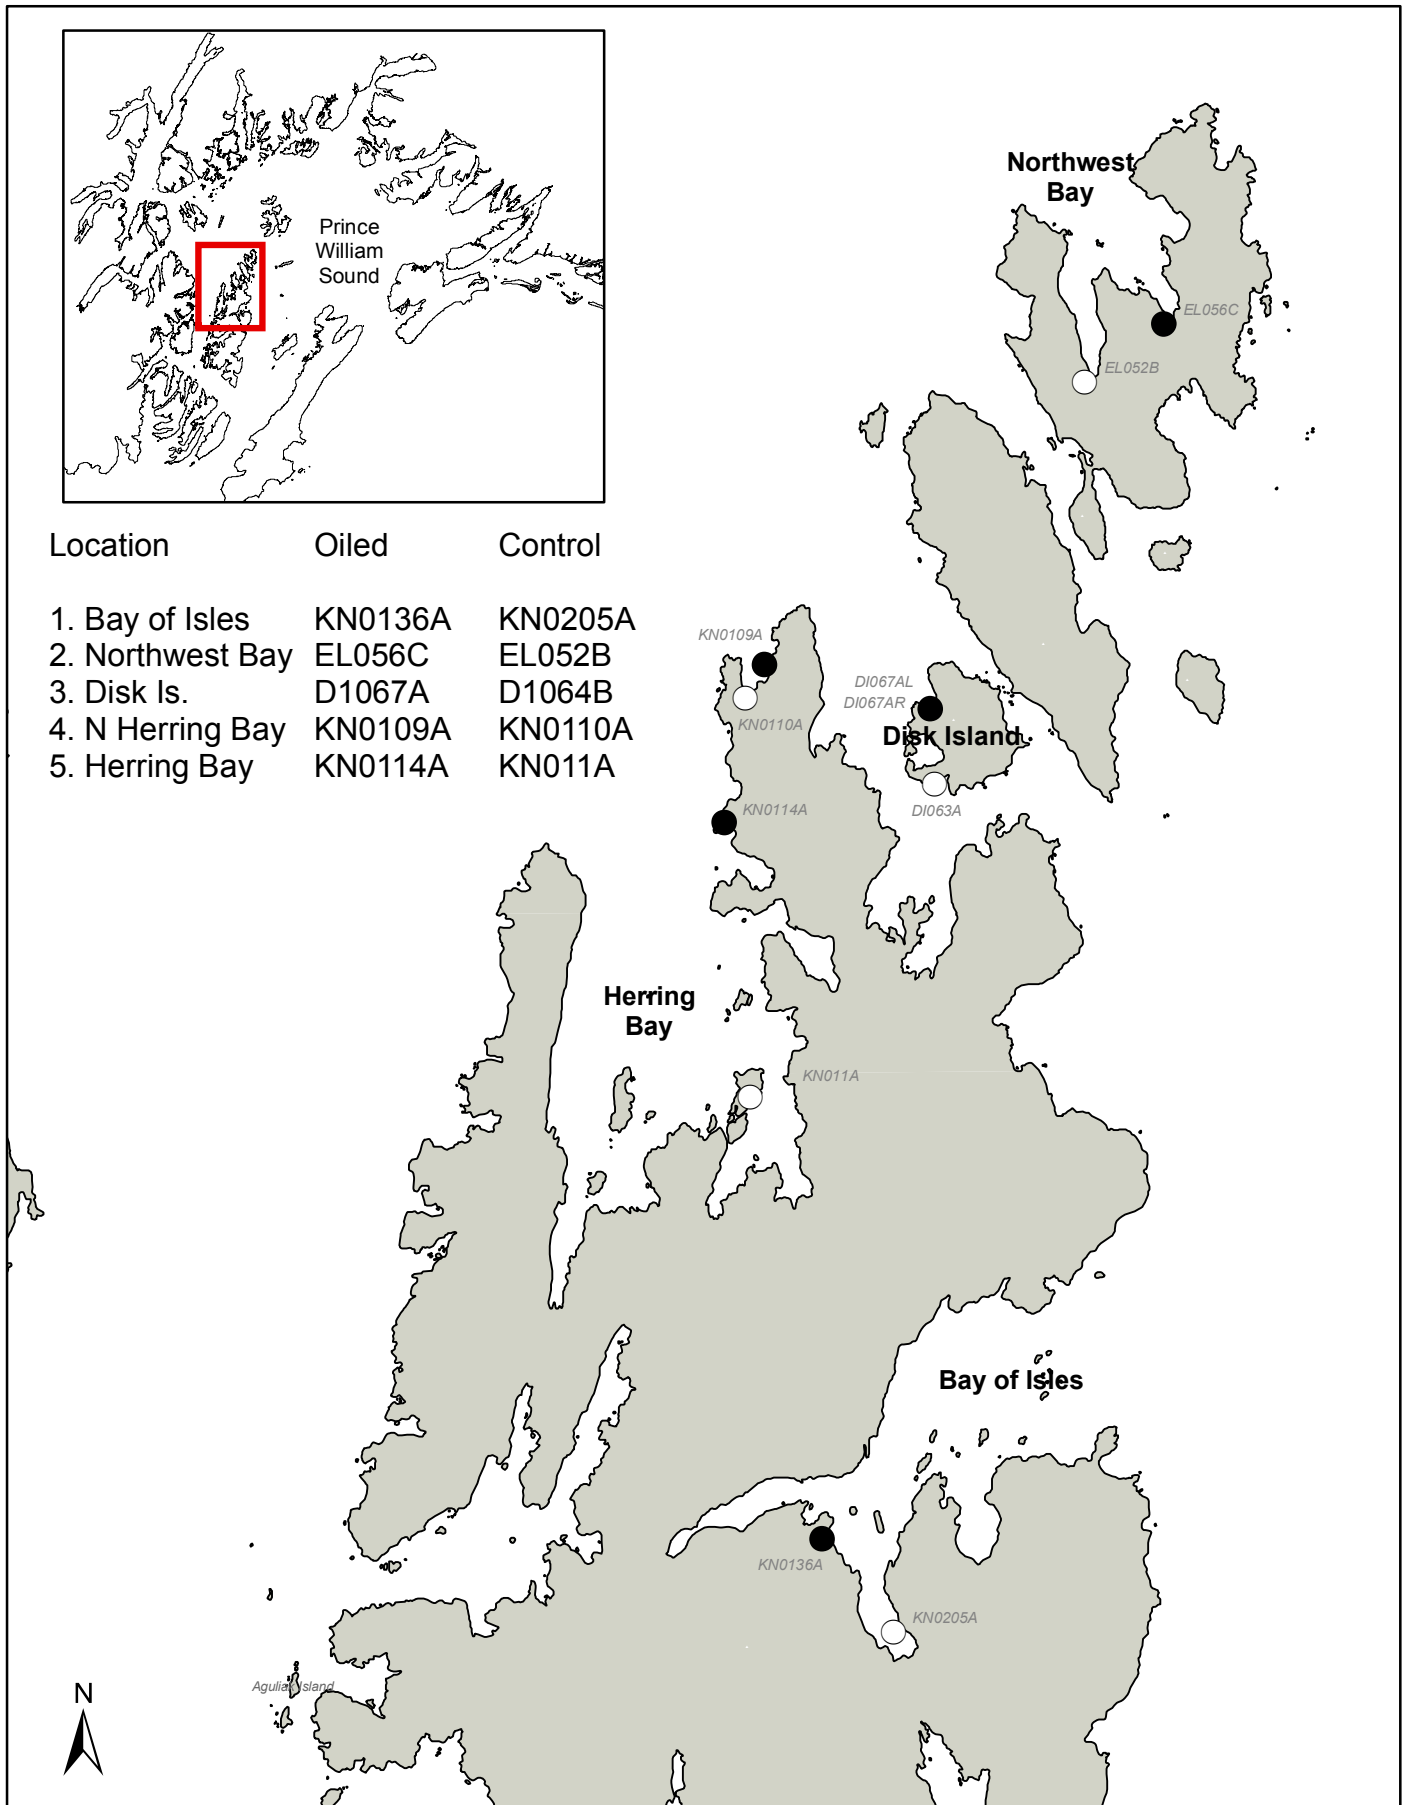 Prince
William
Sound
Location Oiled Control
1. Bay of Isles KN0136A KN0205A
2. Northwest Bay EL056C EL052B
3. Disk Is. D1067A D1064B
4. N Herring Bay KN0109A KN0110A
5. Herring Bay KN0114A KN011A
Northwest
Bay
EL056C
EL052B
KN0109A
KN0110A
DI067AL
DI067AR
Disk Island
DI063A
KN0114A
Herring
Bay
KN011A
Bay of Isles
KN0136A
KN0205A
Aguliak Island
N